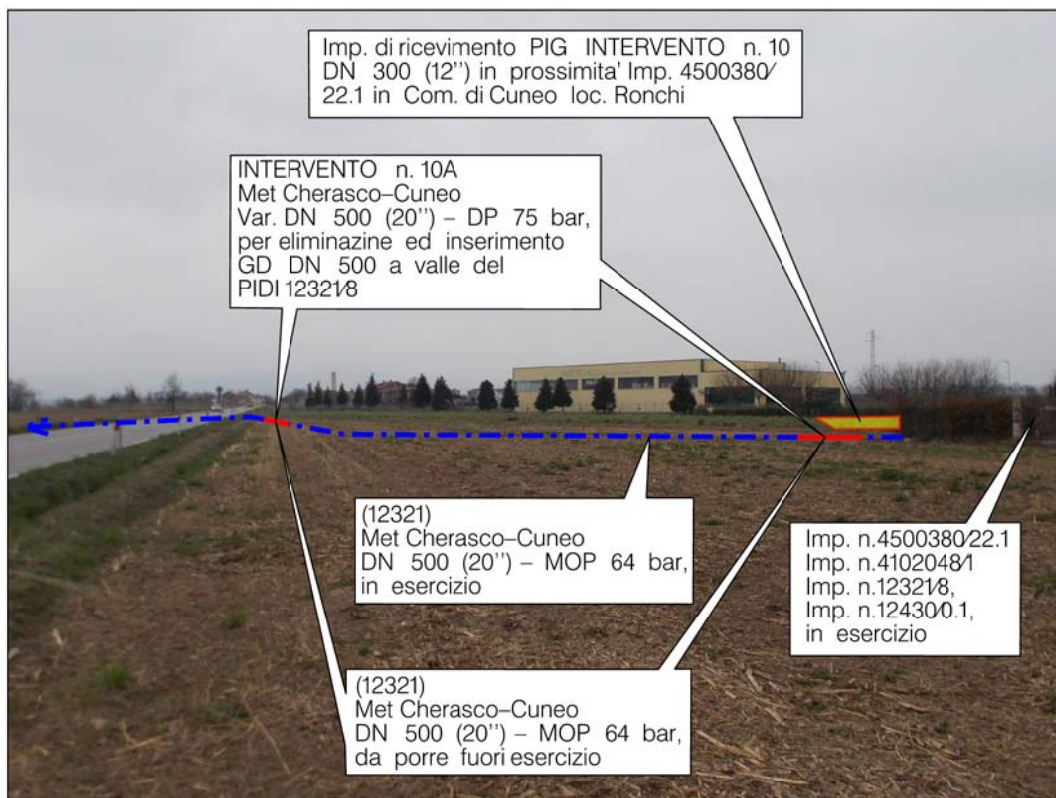 Imp. di ricevimento PIG INTERVENTO n. 10
DN 300 (12'') in prossimita' Imp. 4500380/
22.1 in Com. di Cuneo loc. Ronchi
INTERVENTO n. 10A
Met Cherasco–Cuneo
Var. DN 500 (20'') – DP 75 bar,
per eliminazine ed inserimento
GD DN 500 a valle del
PIDI 12321/8
(12321)
Met Cherasco–Cuneo
DN 500 (20'') – MOP 64 bar,
in esercizio
Imp. n.4500380/22.1
Imp. n.4102048/1
Imp. n.12321/8,
Imp. n.12430/0.1,
in esercizio
(12321)
Met Cherasco–Cuneo
DN 500 (20'') – MOP 64 bar,
da porre fuori esercizio